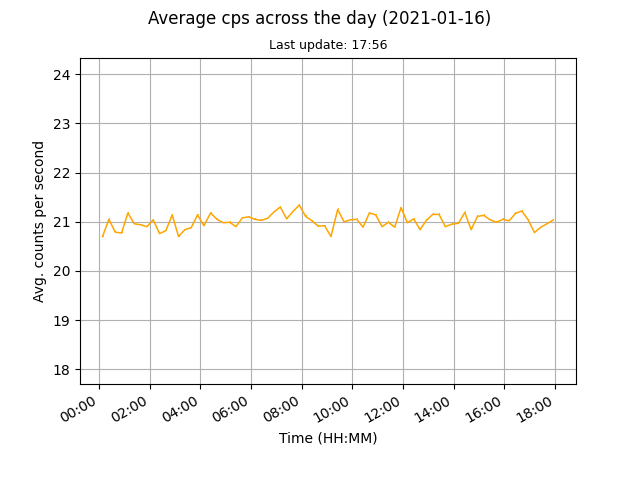 Average cps across the day (2021-01-16)
Last update: 17:56
24
23
22
21
20
19
18
Avg. counts per second
00:00 02:00 04:00 06:00 08:00 10:00 12:00 14:00 16:00 18:00
Time (HH:MM)